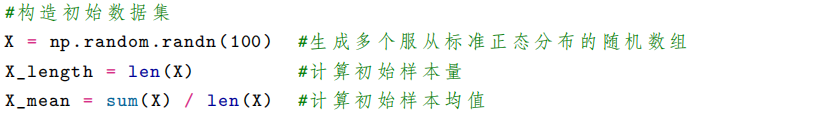 #构造初始数据集
X = np.random.randn(100)  #生成多个服从标准正态分布的随机数组
X_length = len(X)         #计算初始样本量
X_mean = sum(X) / len(X)  #计算初始样本均值